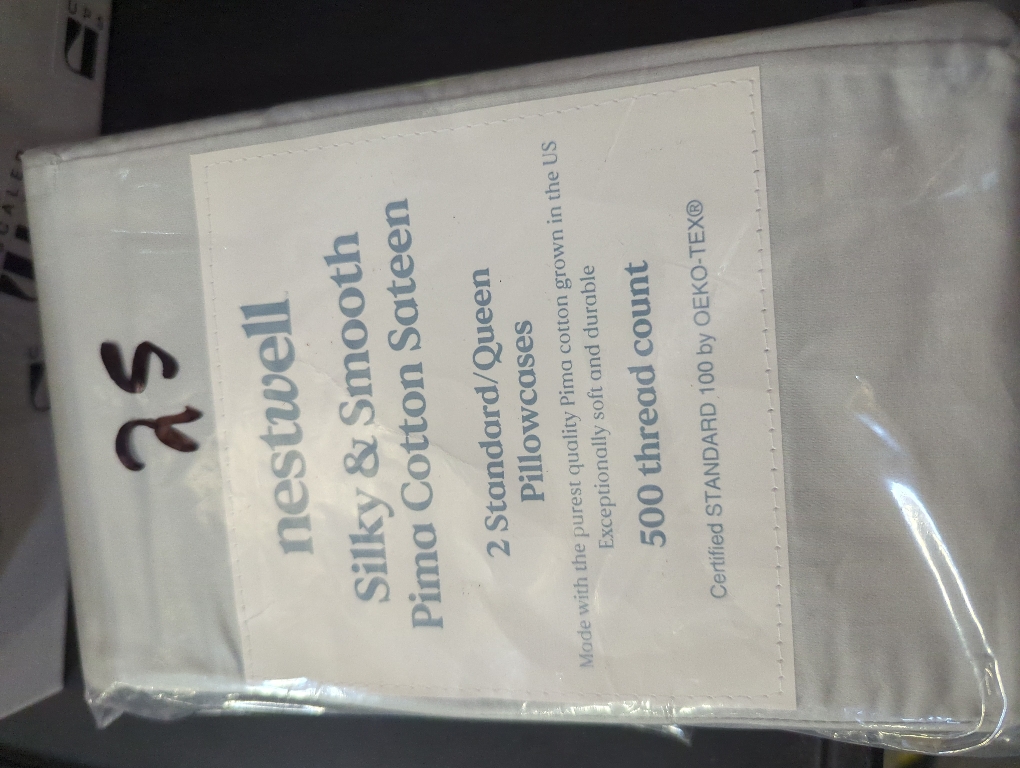 25
nestwell
Silky & Smooth
Pima Cotton Sateen
2 Standard/Queen
Pillowcases
Made with the purest quality Pima cotton grown in the US
Exceptionally soft and durable
500 thread count
Certified STANDARD 100 by OEKO-TEX®
UPS